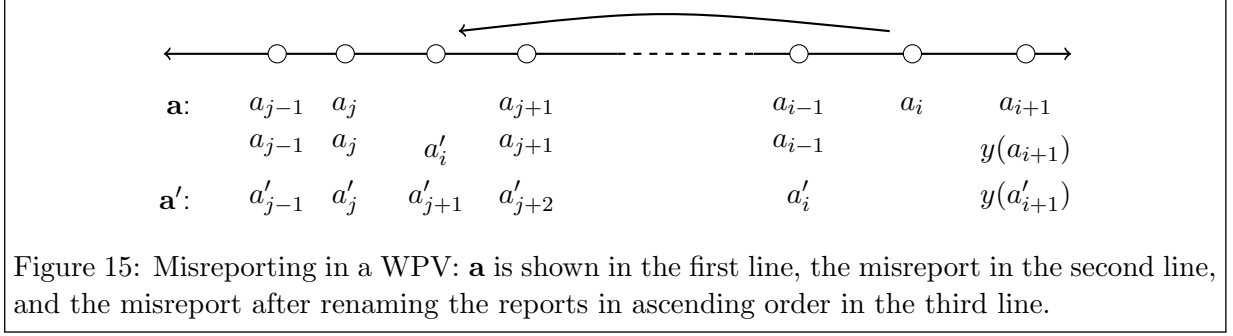 𝐚: a_{j−1} a_j a_{j+1} a_{i−1} a_i a_{i+1}
a_{j−1} a_j a′_i a_{j+1} a_{i−1} y(a_{i+1})
𝐚′: a′_{j−1} a′_j a′_{j+1} a′_{j+2} a′_i y(a′_{i+1})
Figure 15: Misreporting in a WPV: 𝐚 is shown in the first line, the misreport in the second line,
and the misreport after renaming the reports in ascending order in the third line.